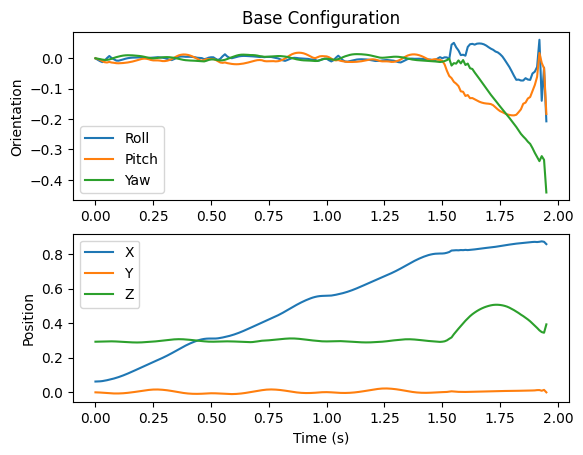 Base Configuration
Orientation
0.0
−0.1
−0.2
−0.3
−0.4
Roll
Pitch
Yaw
0.00 0.25 0.50 0.75 1.00 1.25 1.50 1.75 2.00
Position
0.8
0.6
0.4
0.2
0.0
X
Y
Z
0.00 0.25 0.50 0.75 1.00 1.25 1.50 1.75 2.00
Time (s)